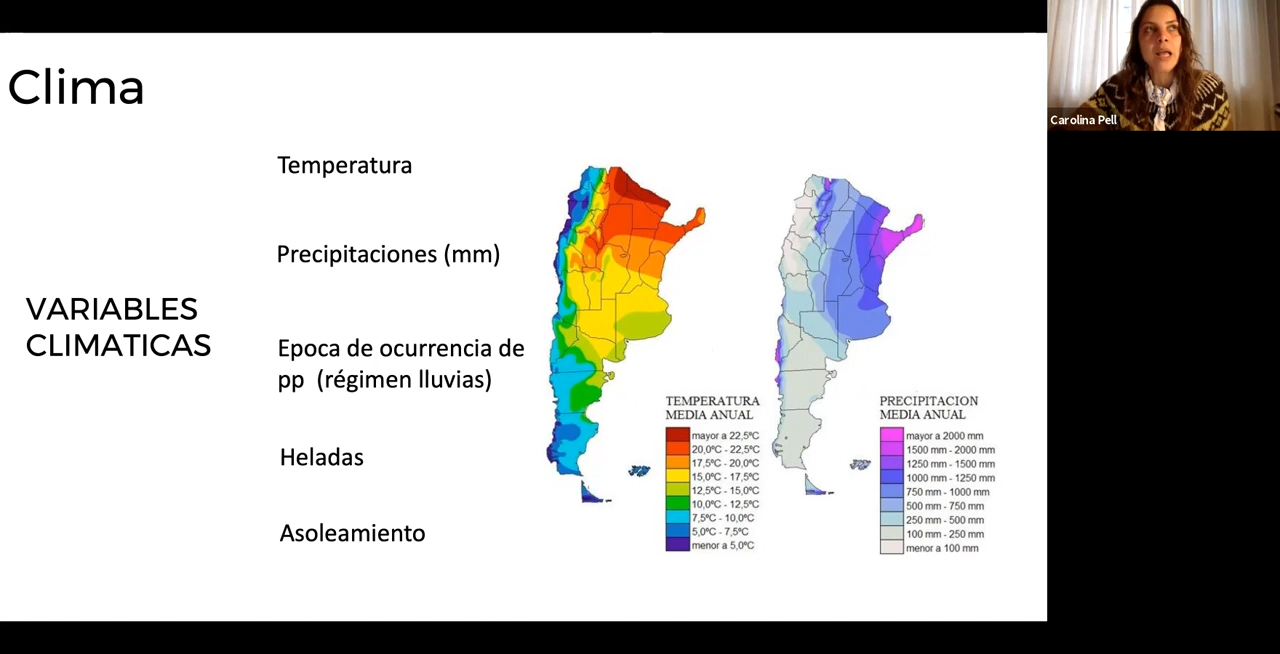 Clima
Carolina Pell
Temperatura
Precipitaciones (mm)
VARIABLES
CLIMATICAS
Epoca de ocurrencia de
pp (régimen lluvias)
Heladas
Asoleamiento
TEMPERATURA
MEDIA ANUAL
mayor a 22,5ºC
20,0ºC - 22,5ºC
17,5ºC - 20,0ºC
15,0ºC - 17,5ºC
12,5ºC - 15,0ºC
10,0ºC - 12,5ºC
7,5ºC - 10,0ºC
5,0ºC - 7,5ºC
menor a 5,0ºC
PRECIPITACION
MEDIA ANUAL
mayor a 2000 mm
1500 mm - 2000 mm
1250 mm - 1500 mm
1000 mm - 1250 mm
750 mm - 1000 mm
500 mm - 750 mm
250 mm - 500 mm
100 mm - 250 mm
menor a 100 mm